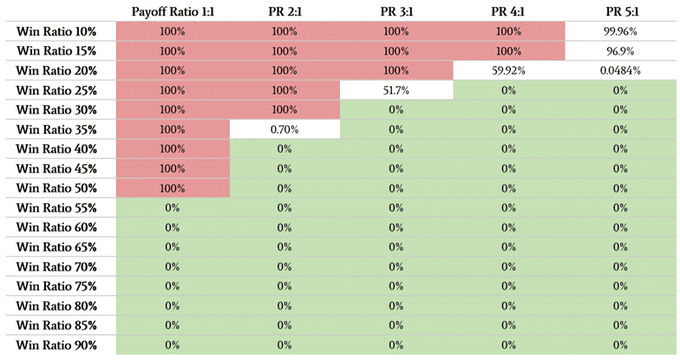 Payoff Ratio 1:1 PR 2:1 PR 3:1 PR 4:1 PR 5:1
Win Ratio 10% 100% 100% 100% 100% 99.96%
Win Ratio 15% 100% 100% 100% 100% 96.9%
Win Ratio 20% 100% 100% 100% 59.92% 0.0484%
Win Ratio 25% 100% 100% 51.7% 0% 0%
Win Ratio 30% 100% 100% 0% 0% 0%
Win Ratio 35% 100% 0.70% 0% 0% 0%
Win Ratio 40% 100% 0% 0% 0% 0%
Win Ratio 45% 100% 0% 0% 0% 0%
Win Ratio 50% 100% 0% 0% 0% 0%
Win Ratio 55% 0% 0% 0% 0% 0%
Win Ratio 60% 0% 0% 0% 0% 0%
Win Ratio 65% 0% 0% 0% 0% 0%
Win Ratio 70% 0% 0% 0% 0% 0%
Win Ratio 75% 0% 0% 0% 0% 0%
Win Ratio 80% 0% 0% 0% 0% 0%
Win Ratio 85% 0% 0% 0% 0% 0%
Win Ratio 90% 0% 0% 0% 0% 0%